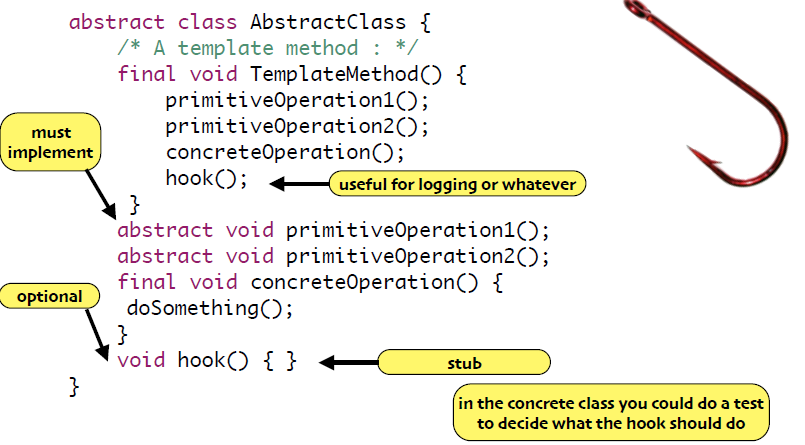 abstract class AbstractClass {
/* A template method : */
final void TemplateMethod() {
primitiveOperation1();
primitiveOperation2();
must
implement
concreteOperation();
hook();
useful for logging or whatever
}
abstract void primitiveOperation1();
abstract void primitiveOperation2();
final void concreteOperation() {
optional
doSomething();
}
void hook() { }
stub
}
in the concrete class you could do a test
to decide what the hook should do